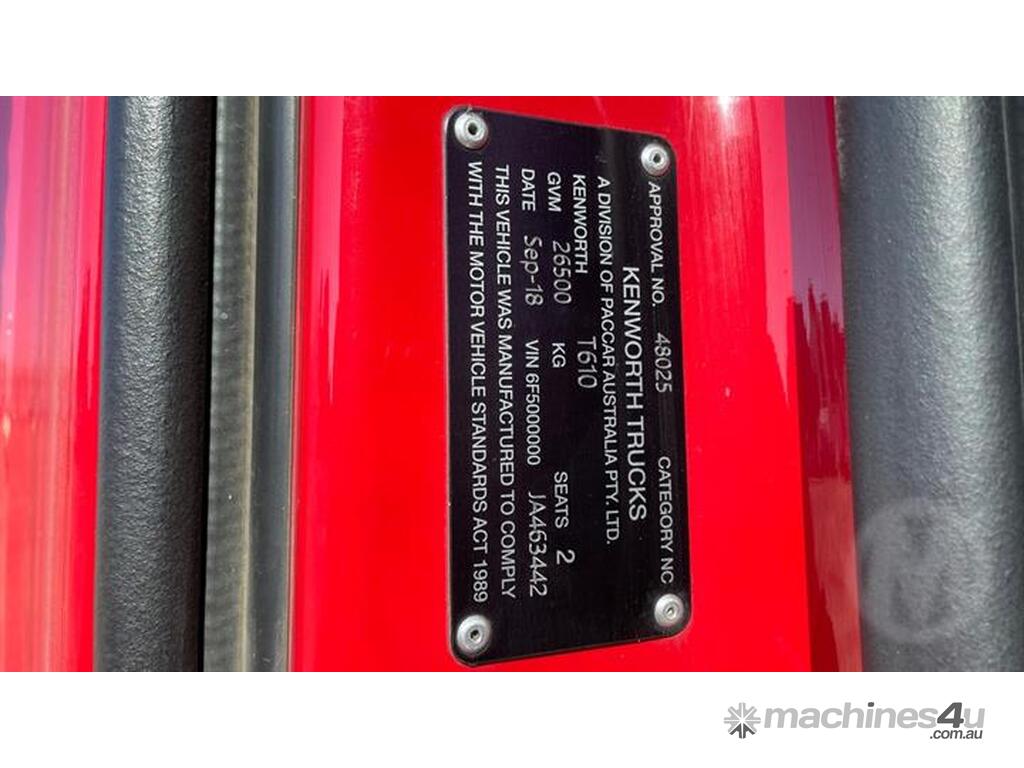 APPROVAL NO. 48025 CATEGORY NC
KENWORTH TRUCKS
A DIVISION OF PACCAR AUSTRALIA PTY. LTD.
KENWORTH T610
GVM 26500 KG SEATS 2
DATE Sep-18 VIN 6F5000000 JA463442
THIS VEHICLE WAS MANUFACTURED TO COMPLY
WITH THE MOTOR VEHICLE STANDARDS ACT 1989
machines4u
.com.au